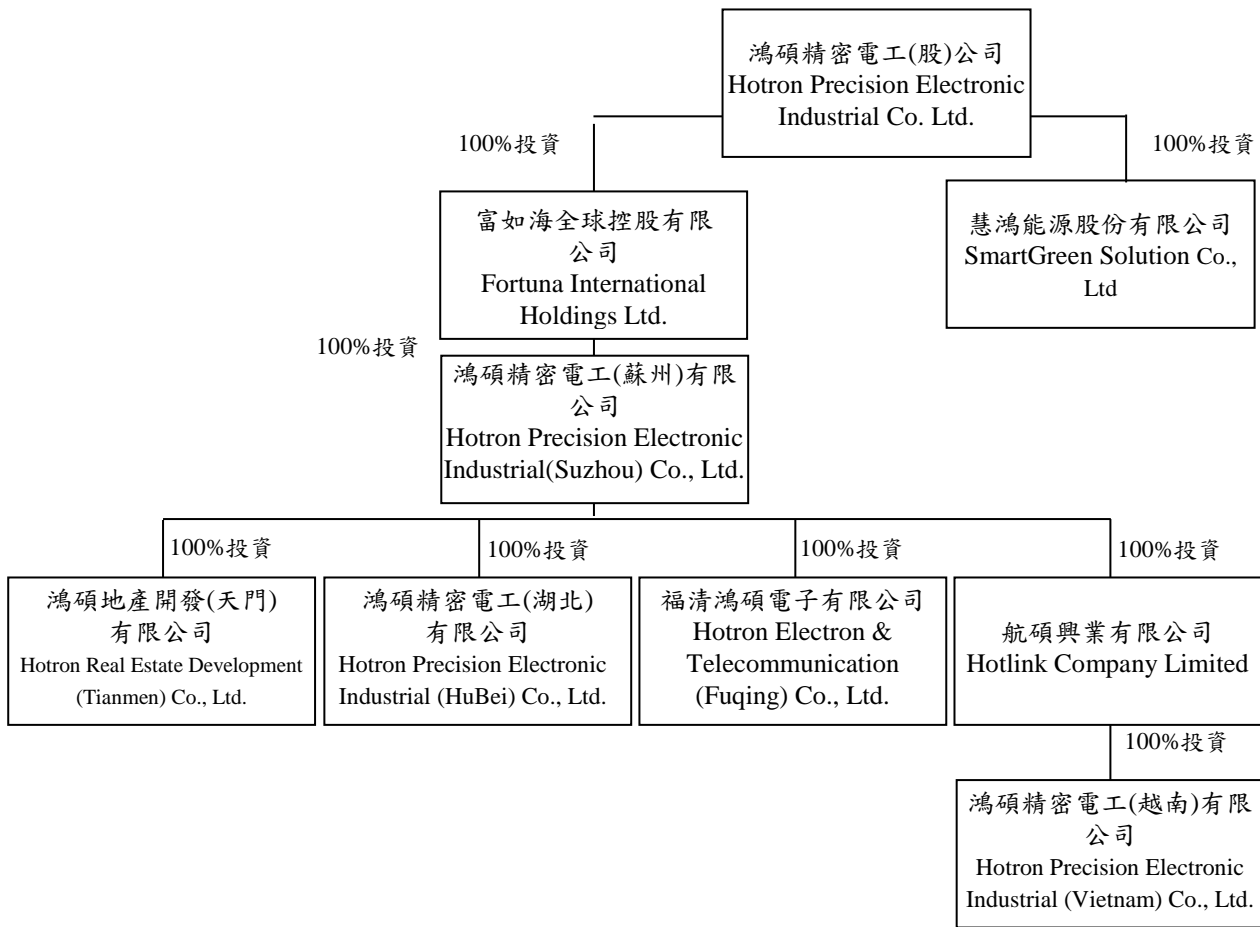 鴻碩精密電工(股)公司
Hotron Precision Electronic
Industrial Co. Ltd.
100%投資
100%投資
富如海全球控股有限
公司
Fortuna International
Holdings Ltd.
慧鴻能源股份有限公司
SmartGreen Solution Co.,
Ltd
100%投資
鴻碩精密電工(蘇州)有限
公司
Hotron Precision Electronic
Industrial(Suzhou) Co., Ltd.
100%投資
100%投資
100%投資
100%投資
鴻碩地產開發(天門)
有限公司
Hotron Real Estate Development
(Tianmen) Co., Ltd.
鴻碩精密電工(湖北)
有限公司
Hotron Precision Electronic
Industrial (HuBei) Co., Ltd.
福清鴻碩電子有限公司
Hotron Electron &
Telecommunication
(Fuqing) Co., Ltd.
航碩興業有限公司
Hotlink Company Limited
100%投資
鴻碩精密電工(越南)有限
公司
Hotron Precision Electronic
Industrial (Vietnam) Co., Ltd.